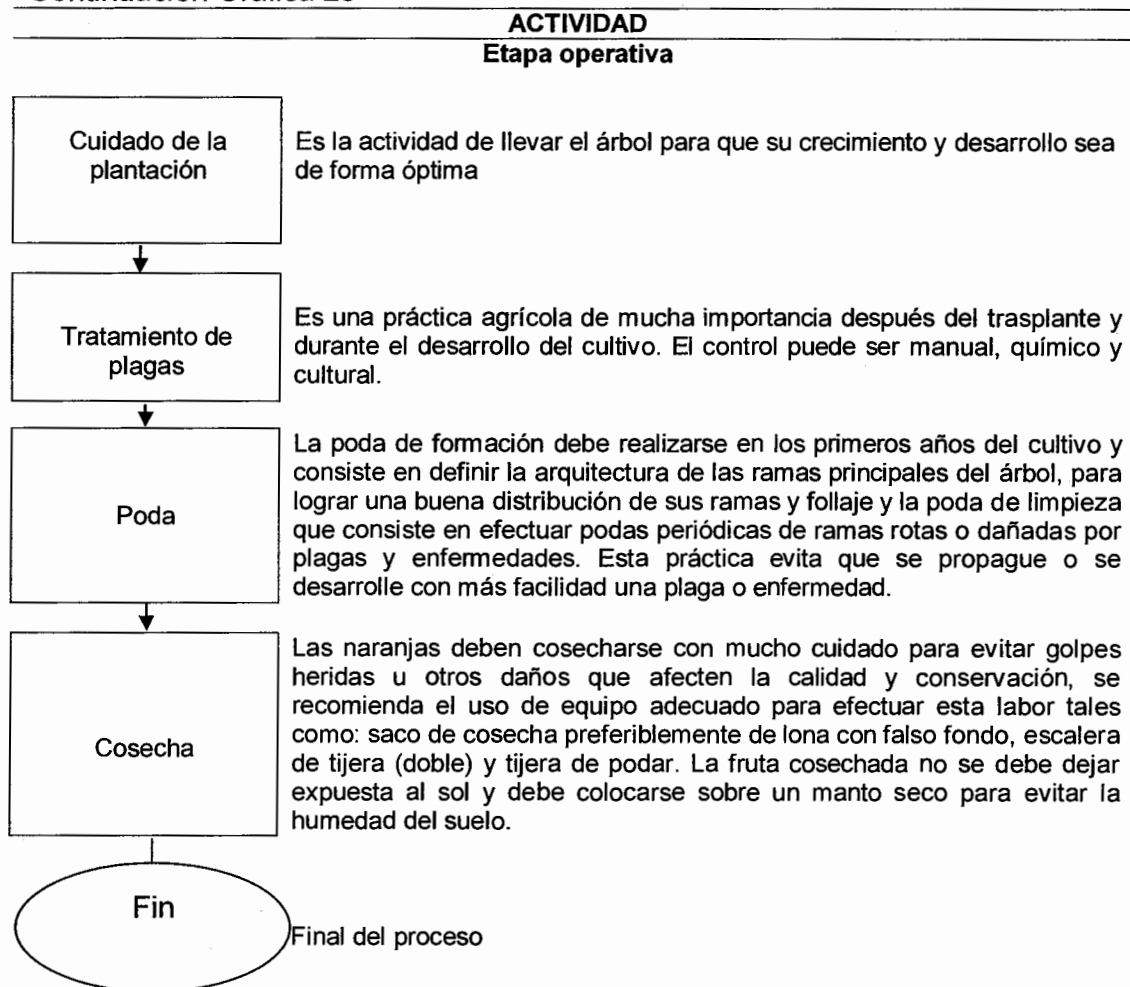 ACTIVIDAD
Etapa operativa
Cuidado de la
plantación
Es la actividad de llevar el árbol para que su crecimiento y desarrollo sea
de forma óptima
Tratamiento de
plagas
Es una práctica agrícola de mucha importancia después del trasplante y
durante el desarrollo del cultivo. El control puede ser manual, químico y
cultural.
Poda
La poda de formación debe realizarse en los primeros años del cultivo y
consiste en definir la arquitectura de las ramas principales del árbol, para
lograr una buena distribución de sus ramas y follaje y la poda de limpieza
que consiste en efectuar podas periódicas de ramas rotas o dañadas por
plagas y enfermedades. Esta práctica evita que se propague o se
desarrolle con más facilidad una plaga o enfermedad.
Cosecha
Las naranjas deben cosecharse con mucho cuidado para evitar golpes
heridas u otros daños que afecten la calidad y conservación, se
recomienda el uso de equipo adecuado para efectuar esta labor tales
como: saco de cosecha preferiblemente de lona con falso fondo, escalera
de tijera (doble) y tijera de podar. La fruta cosechada no se debe dejar
expuesta al sol y debe colocarse sobre un manto seco para evitar la
humedad del suelo.
Fin
Final del proceso